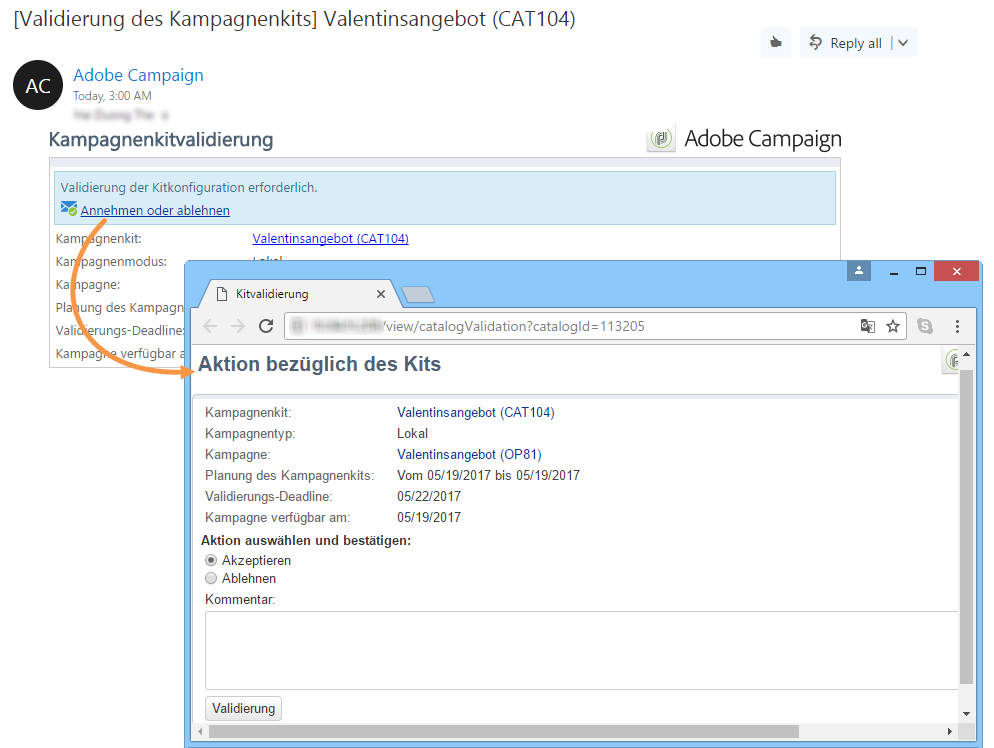 [Validierung des Kampagnenkits] Valentinsangebot (CAT104)
Reply all
AC
Adobe Campaign
Today, 3:00 AM
Kampagnenkitvalidierung
Adobe Campaign
Validierung der Kitkonfiguration erforderlich.
Annehmen oder ablehnen
Kampagnenkit: Valentinsangebot (CAT104)
Kampagnenmodus: Lokal
Kampagne:
Planung des Kampagn
Validierungs-Deadline:
Kampagne verfügbar a
Kitvalidierung
/view/catalogValidation?catalogId=113205
Aktion bezüglich des Kits
Kampagnenkit: Valentinsangebot (CAT104)
Kampagnentyp: Lokal
Kampagne: Valentinsangebot (OP81)
Planung des Kampagnenkits: Vom 05/19/2017 bis 05/19/2017
Validierungs-Deadline: 05/22/2017
Kampagne verfügbar am: 05/19/2017
Aktion auswählen und bestätigen:
Akzeptieren
Ablehnen
Kommentar:
Validierung